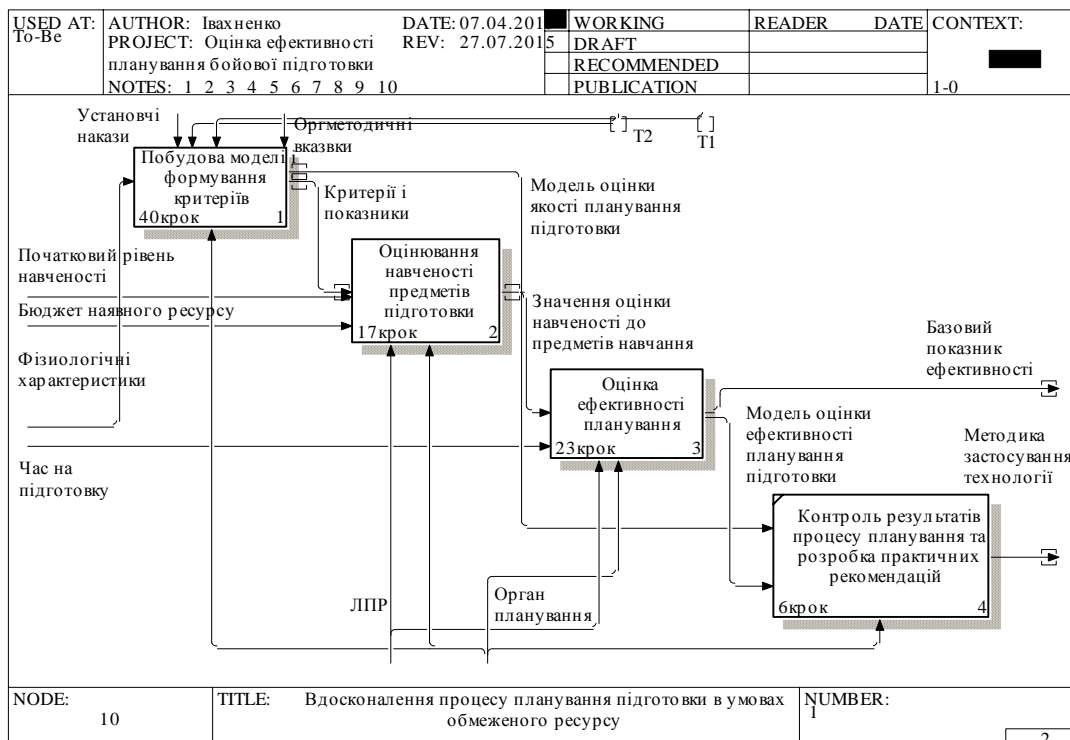 USED AT:
To-Be
AUTHOR: Івахненко
DATE: 07.04.201
PROJECT: Оцінка ефективності
REV: 27.07.2015
планування бойової підготовки
NOTES: 1 2 3 4 5 6 7 8 9 10
WORKING
DRAFT
RECOMMENDED
PUBLICATION
READER DATE
CONTEXT:
1-0
Установчі
накази
Оргметодичні
вказвки
T2
T1
Побудова моделі і
формування
критеріїв
40крок 1
Критерії і
показники
Модель оцінки
якості планування
підготовки
Початковий рівень
навченості
Бюджет наявного ресурсу
Оцінювання
навченості
предметів
підготовки
17крок 2
Значення оцінки
навченості до
предметів навчання
Базовий
показник
ефективності
Фізиологічні
характеристики
Оцінка
ефективності
планування
23крок 3
Модель оцінки
ефективності
планування
підготовки
Методика
застосування
технології
Час на
підготовку
Контроль результатів
процесу планування та
розробка практичних
рекомендацій
6крок 4
ЛПР
Орган
планування
NODE:
10
TITLE: Вдосконалення процесу планування підготовки в умовах
обмеженого ресурсу
NUMBER:
1
2